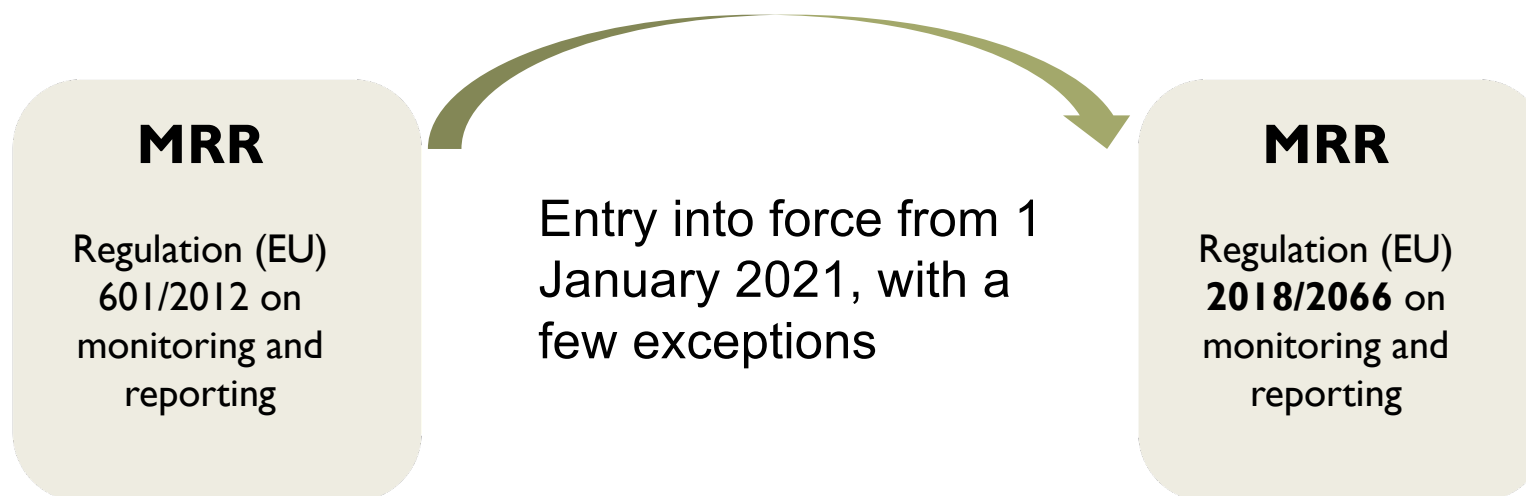 MRR
Regulation (EU)
601/2012 on
monitoring and
reporting
Entry into force from 1
January 2021, with a
few exceptions
MRR
Regulation (EU)
2018/2066 on
monitoring and
reporting